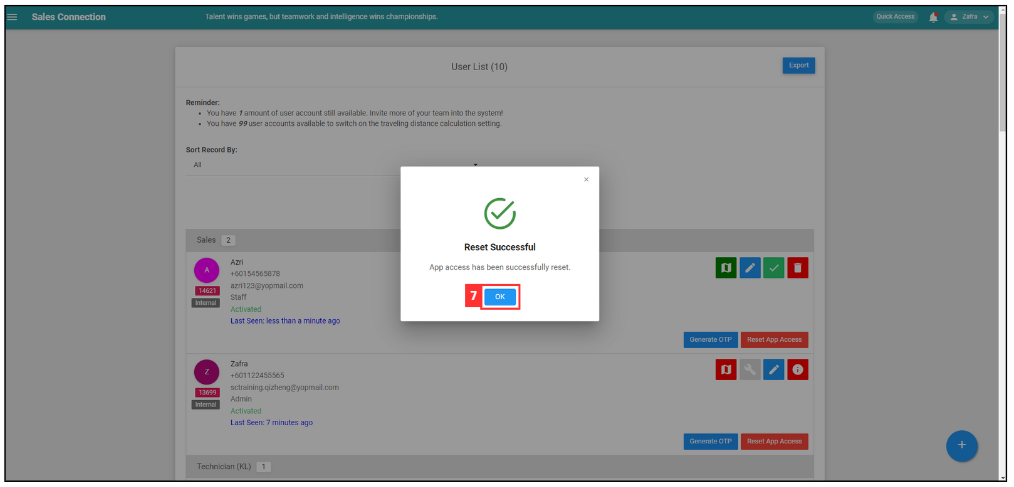 Sales Connection
Talent wins games, but teamwork and intelligence wins championships.
Quick Access
Zafra
User List (10)
Export
Reminder:
You have 1 amount of user account still available. Invite more of your team into the system!
You have 99 user accounts available to switch on the traveling distance calculation setting.
Sort Record By:
All
×
Reset Successful
App access has been successfully reset.
7
OK
Sales 2
A
14621
Internal
Azri
+60154565878
azri123@yopmail.com
Staff
Activated
Last Seen: less than a minute ago
Generate OTP
Reset App Access
Z
13699
Internal
Zafra
+601122455565
sctraining.qizheng@yopmail.com
Admin
Activated
Last Seen: 7 minutes ago
Generate OTP
Reset App Access
Technician (KL) 1
+